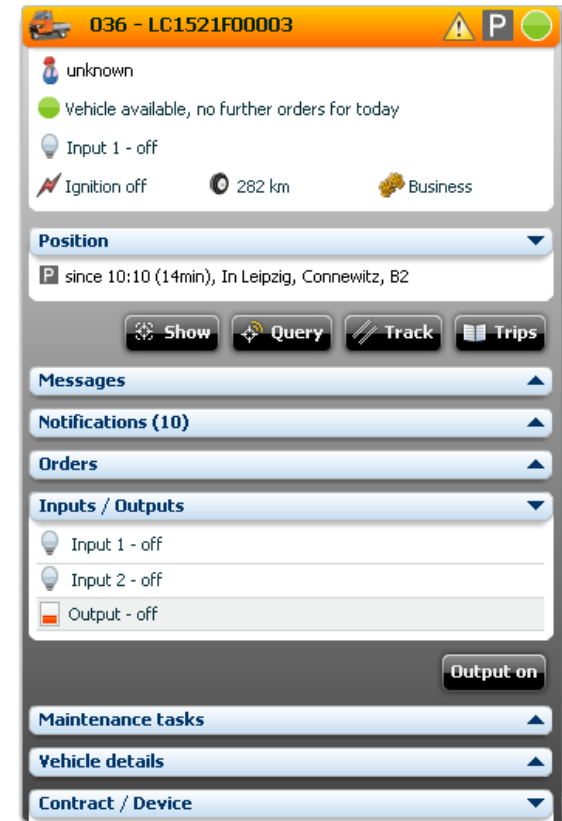 036 - LC1521F00003
P
unknown
Vehicle available, no further orders for today
Input 1 - off
Ignition off 282 km Business
Position
P since 10:10 (14min), In Leipzig, Connewitz, B2
Show Query Track Trips
Messages
Notifications (10)
Orders
Inputs / Outputs
Input 1 - off
Input 2 - off
Output - off
Output on
Maintenance tasks
Vehicle details
Contract / Device